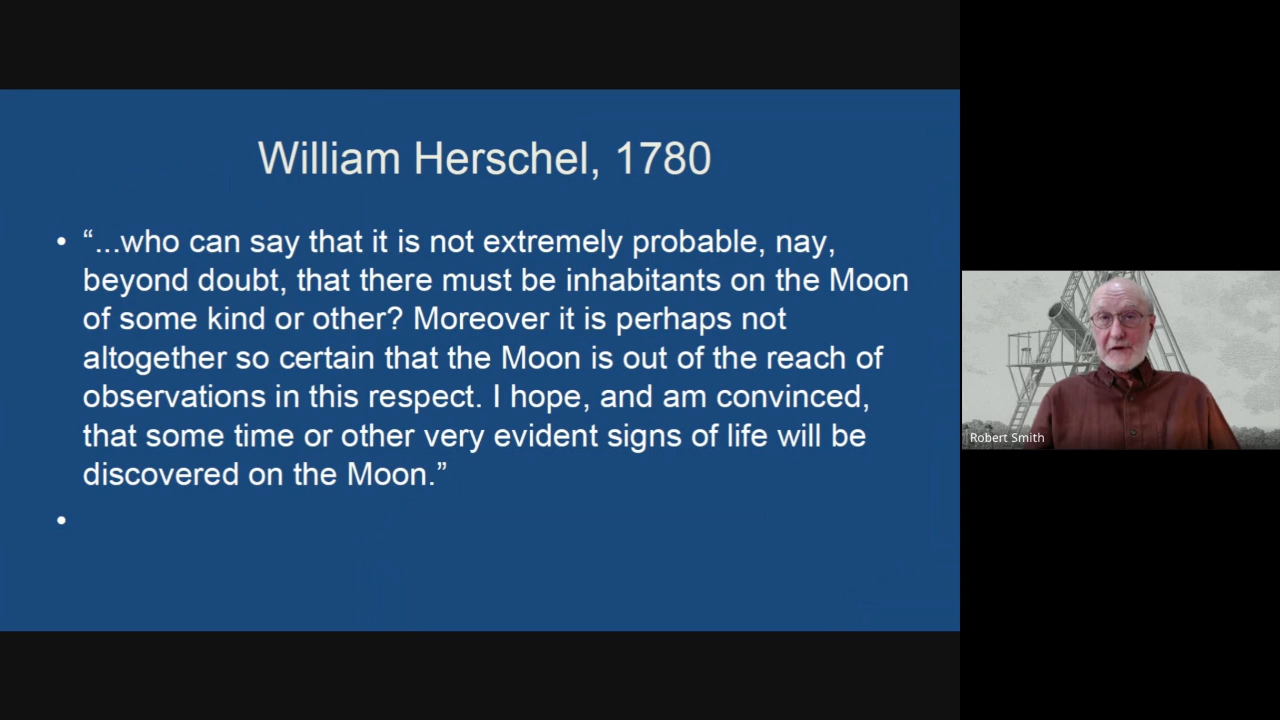 William Herschel, 1780
• “...who can say that it is not extremely probable, nay,
beyond doubt, that there must be inhabitants on the Moon
of some kind or other? Moreover it is perhaps not
altogether so certain that the Moon is out of the reach of
observations in this respect. I hope, and am convinced,
that some time or other very evident signs of life will be
discovered on the Moon.”
•
Robert Smith